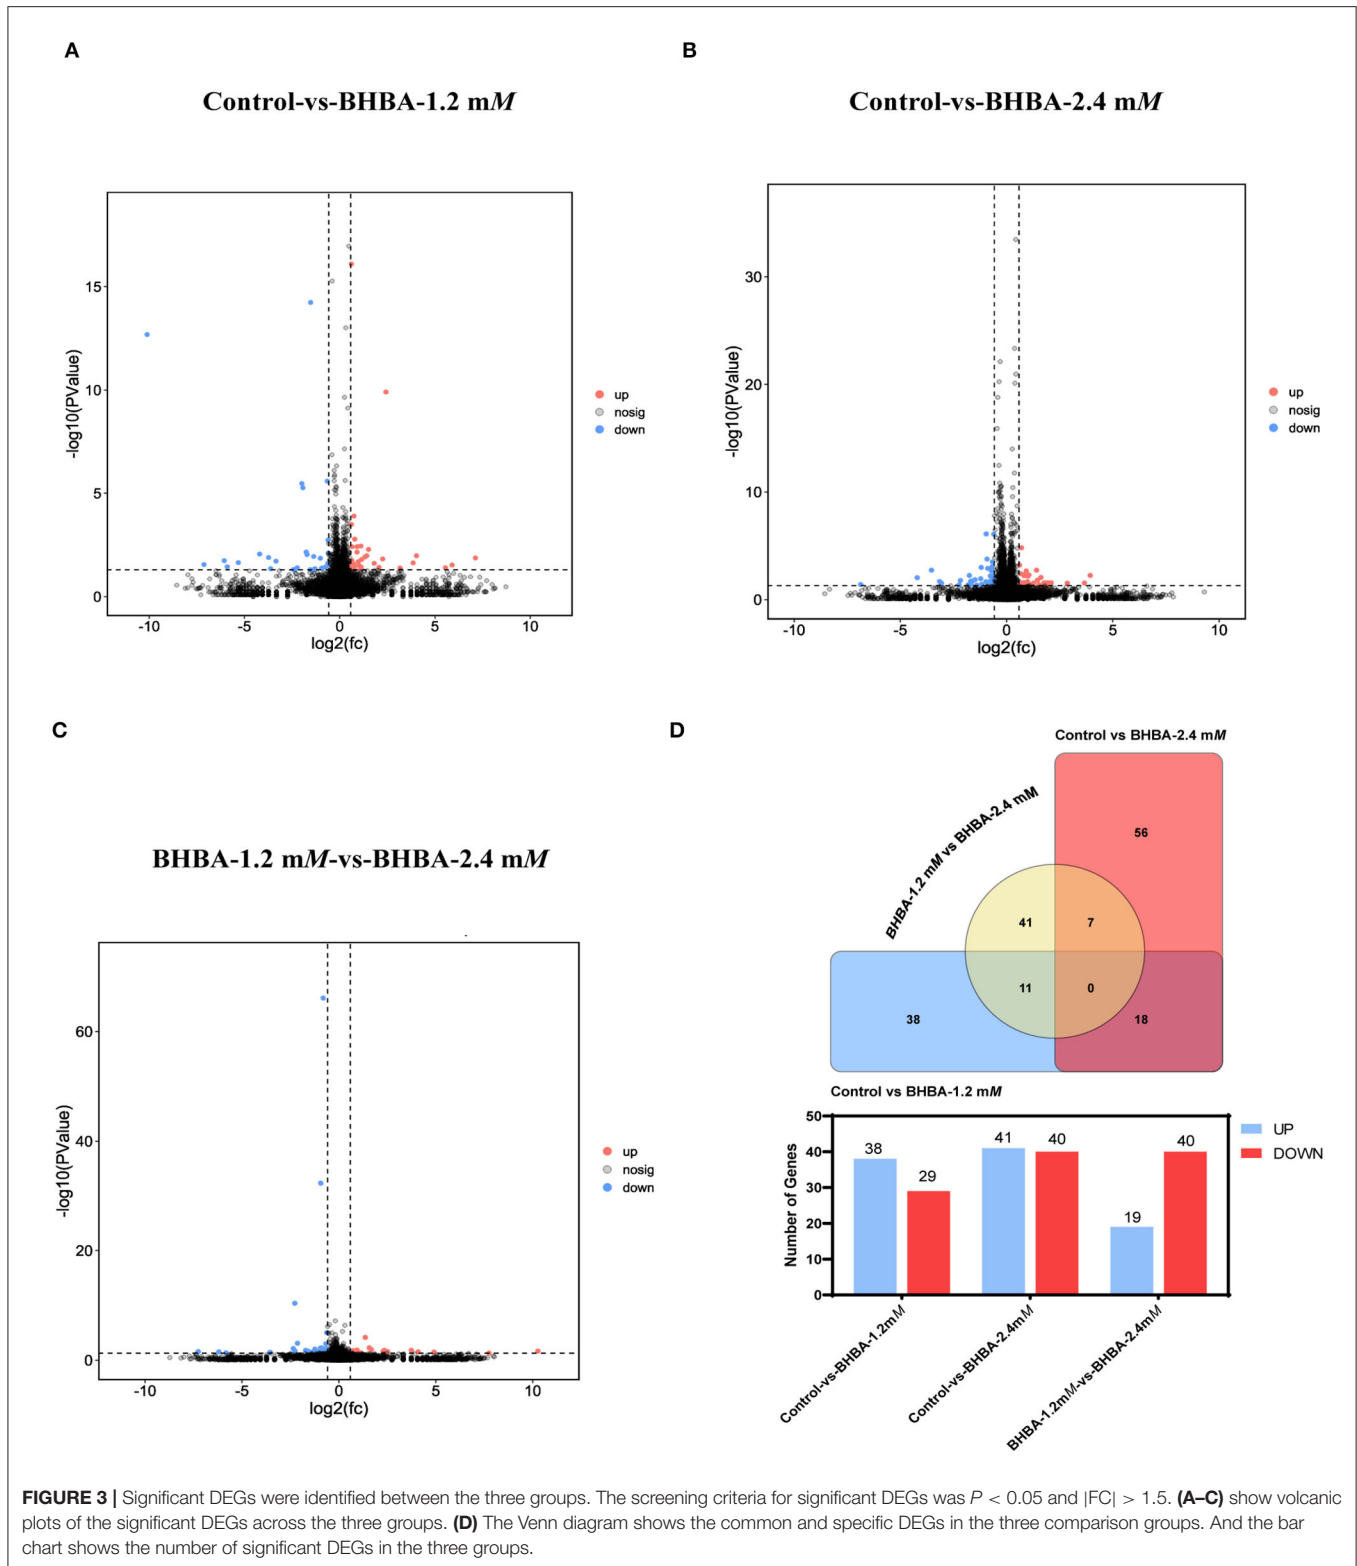 A
Control-vs-BHBA-1.2 mM
-log10(PValue)
15
10
5
0
-10
-5
0
5
10
log2(fc)
up
nosig
down
B
Control-vs-BHBA-2.4 mM
-log10(PValue)
30
20
10
0
-10
-5
0
5
10
log2(fc)
up
nosig
down
C
BHBA-1.2 mM-vs-BHBA-2.4 mM
-log10(PValue)
60
40
20
0
-10
-5
0
5
10
log2(fc)
up
nosig
down
D
Control vs BHBA-2.4 mM
BHBA-1.2 mM vs BHBA-2.4 mM
56
41
7
11
0
38
18
Control vs BHBA-1.2 mM
Number of Genes
50
40
30
20
10
0
38
29
41
40
19
40
UP
DOWN
Control-vs-BHBA-1.2mM
Control-vs-BHBA-2.4mM
BHBA-1.2mM-vs-BHBA-2.4mM
FIGURE 3 | Significant DEGs were identified between the three groups. The screening criteria for significant DEGs was P < 0.05 and |FC| > 1.5. (A–C) show volcanic
plots of the significant DEGs across the three groups. (D) The Venn diagram shows the common and specific DEGs in the three comparison groups. And the bar
chart shows the number of significant DEGs in the three groups.